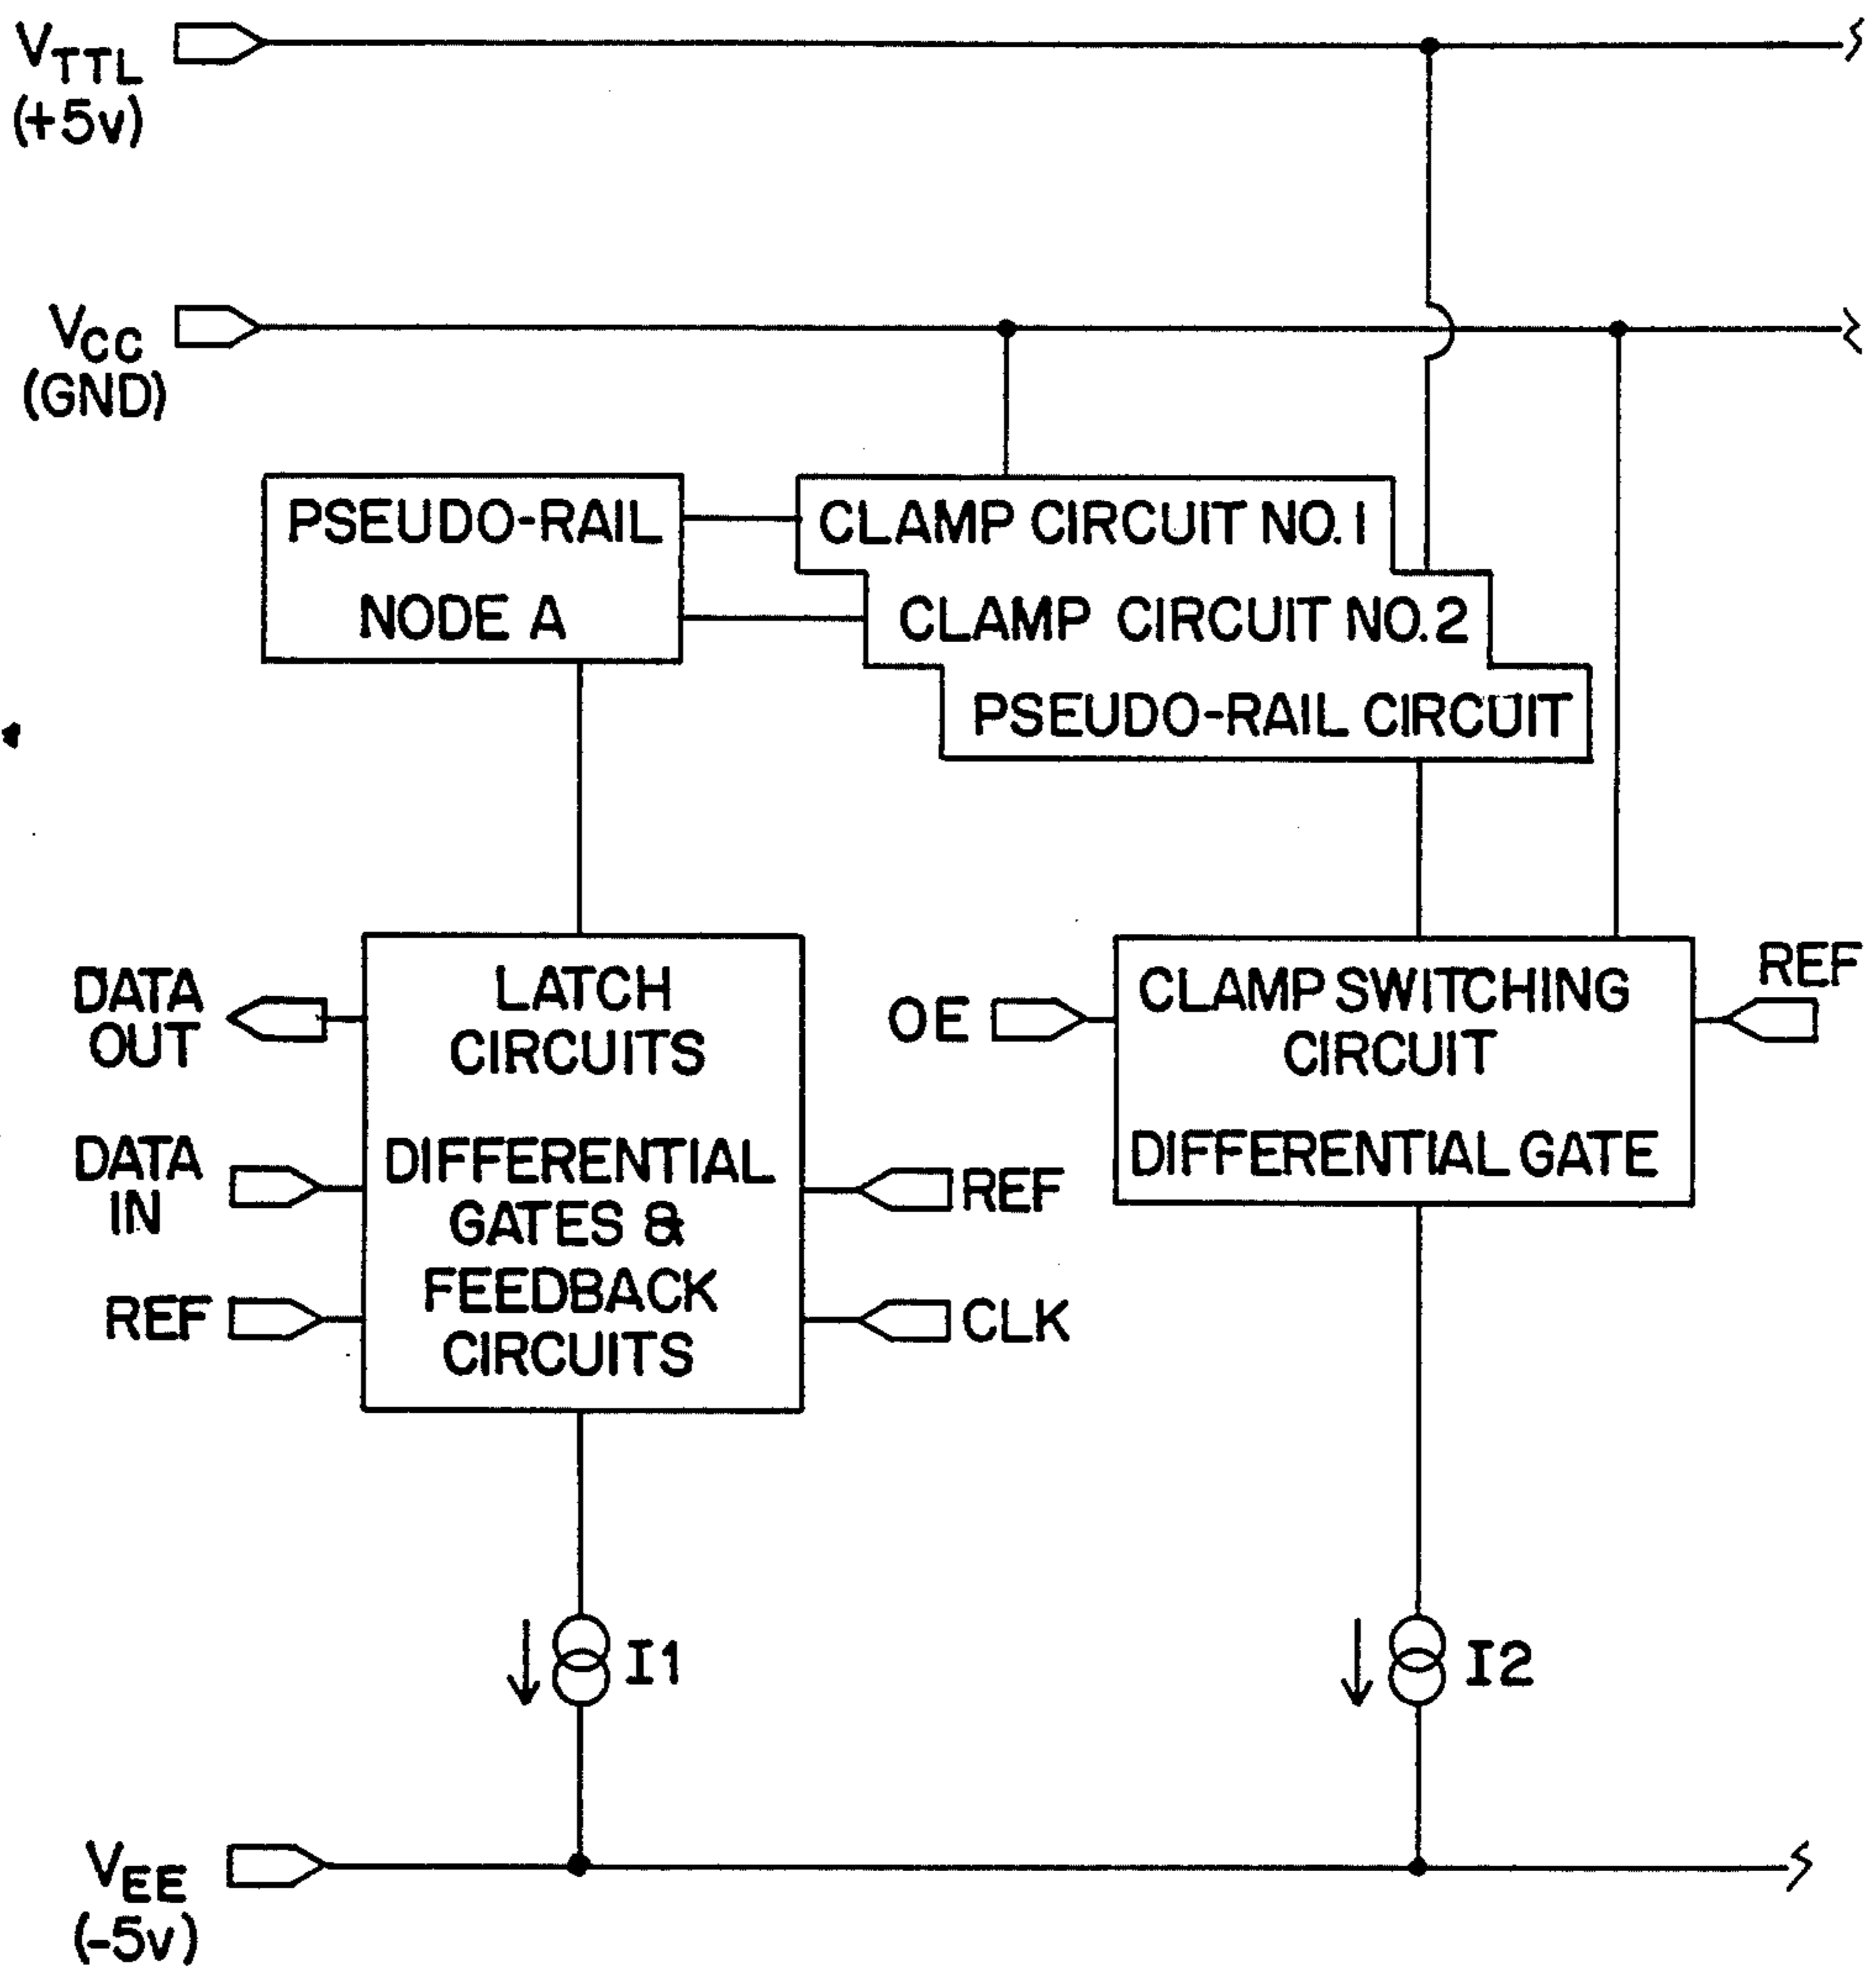 VTTL
(+5v)
VCC
(GND)
PSEUDO-RAIL
NODE A
CLAMP CIRCUIT NO. 1
CLAMP CIRCUIT NO. 2
PSEUDO-RAIL CIRCUIT
DATA
OUT
DATA
IN
REF
LATCH
CIRCUITS
DIFFERENTIAL
GATES &
FEEDBACK
CIRCUITS
REF
CLK
OE
CLAMP SWITCHING
CIRCUIT
DIFFERENTIAL GATE
REF
I1
I2
VEE
(-5v)